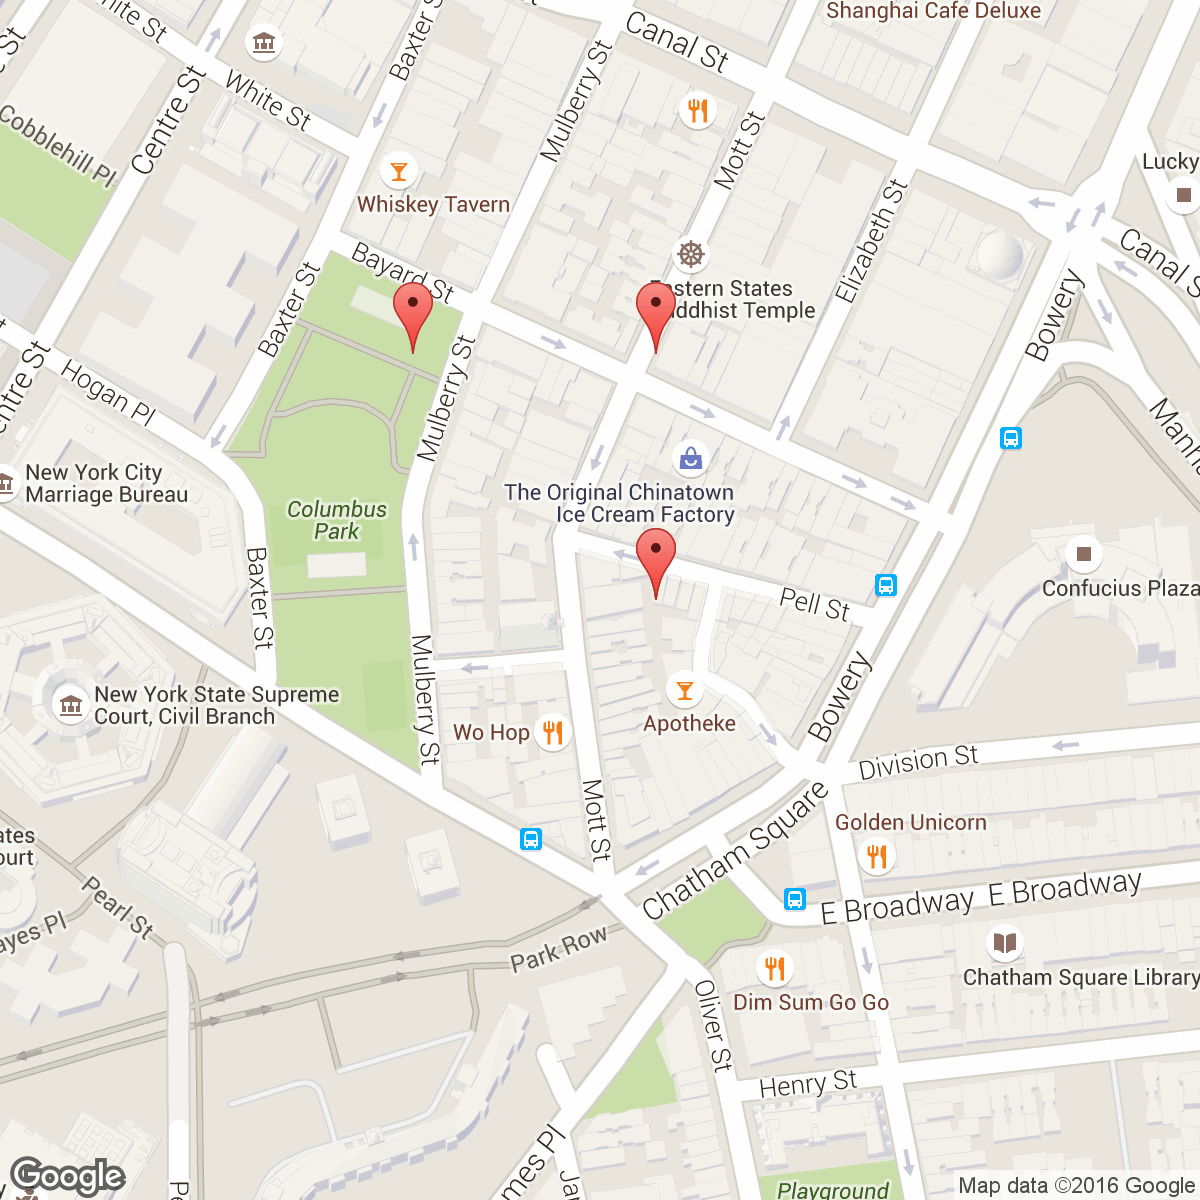 Shanghai Cafe Deluxe
Canal St
White St
Baxter St
Mulberry St
White St
Centre St
Cobblehill Pl
Mott St
Lucky
Whiskey Tavern
Elizabeth St
Canal S
Bayard St
Eastern States
Buddhist Temple
Baxter St
Bowery
Mulberry St
Hogan Pl
Centre St
Manha
New York City
Marriage Bureau
The Original Chinatown
Ice Cream Factory
Columbus
Park
Confucius Plaza
Baxter St
Pell St
Mulberry St
New York State Supreme
Court, Civil Branch
Bowery
Apotheke
Wo Hop
Division St
Mott St
Chatham Square
Golden Unicorn
ates
ourt
Pearl St
E Broadway
E Broadway
ayes Pl
Park Row
Chatham Square Library
Dim Sum Go Go
Oliver St
Henry St
mes Pl
Google
Playground
Map data ©2016 Google